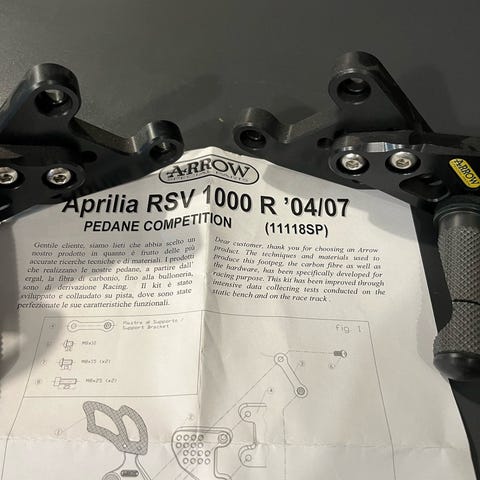 ARROW
SPECIAL PARTS
Aprilia RSV 1000 R '04/07
PEDANE COMPETITION (11118SP)
Gentile cliente, siamo lieti che abbia scelto un
nostro prodotto in quanto è frutto delle più
accurate ricerche tecniche e di materiali. I prodotti
che realizzano le nostre pedane, a partire dall'
ergal, la fibra di carbonio, fino alla bulloneria,
sono di derivazione Racing. Il kit è stato
sviluppato e collaudato su pista, dove sono state
perfezionate le sue caratteristiche funzionali.
Dear customer, thank you for choosing an Arrow
product. The techniques and materials used to
produce this footpeg, the carbon fibre as well as
the hardware, has been specifically developed for
racing purpose. This kit has been improved through
intensive data collecting tests conducted on the
static bench and on the race track.
Piastra di Supporto /
Support Bracket
M8x30
M8x15 (x2)
M8x25 (x2)
fig. 1
ARROW
ARROW